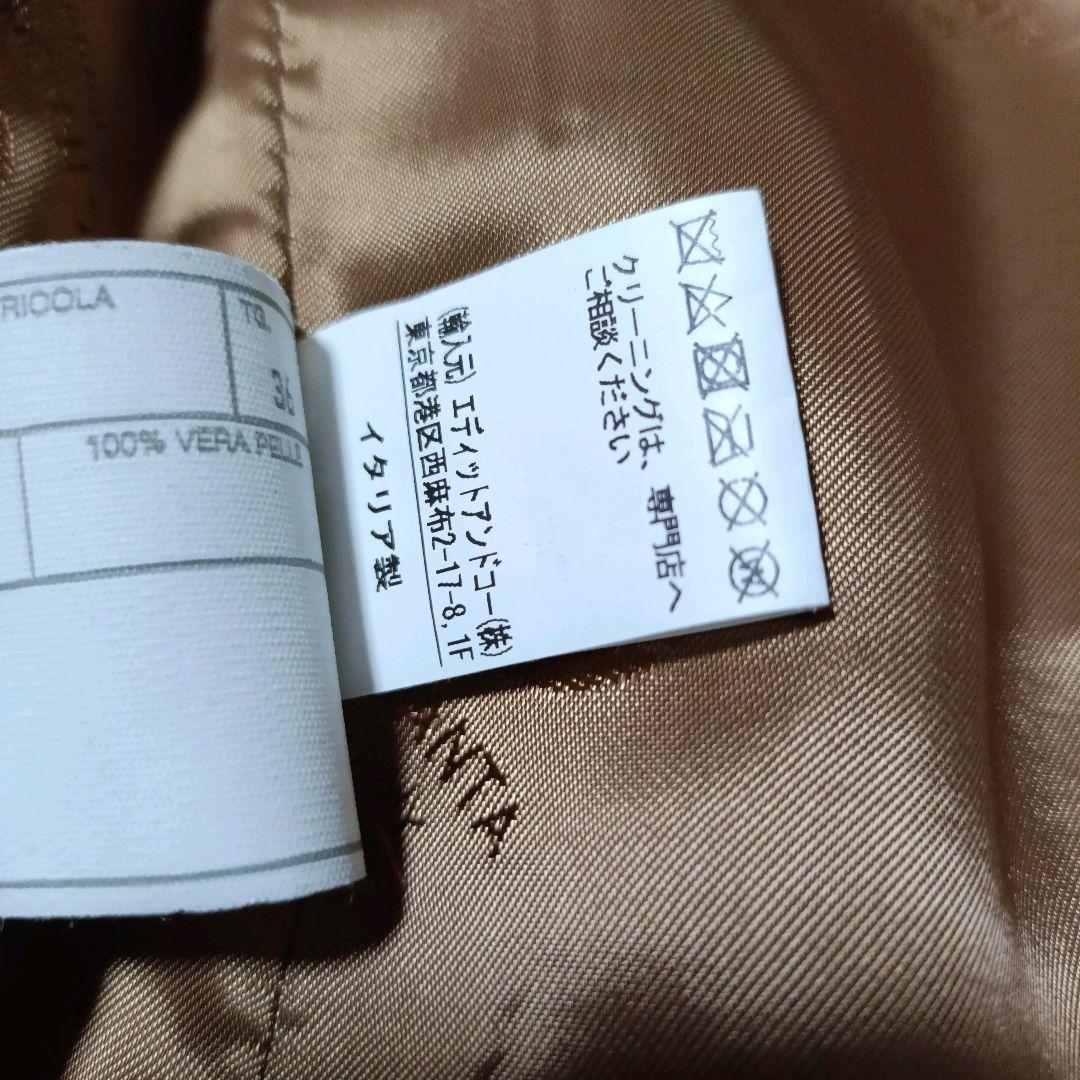 RICOLA
TG.
36
100% VERA PELLE
クリーニングは、専門店へ
ご相談ください
(輸入元) エディットアンドコー(株)
東京都港区西麻布2-17-8, 1F
イタリア製
ANTA